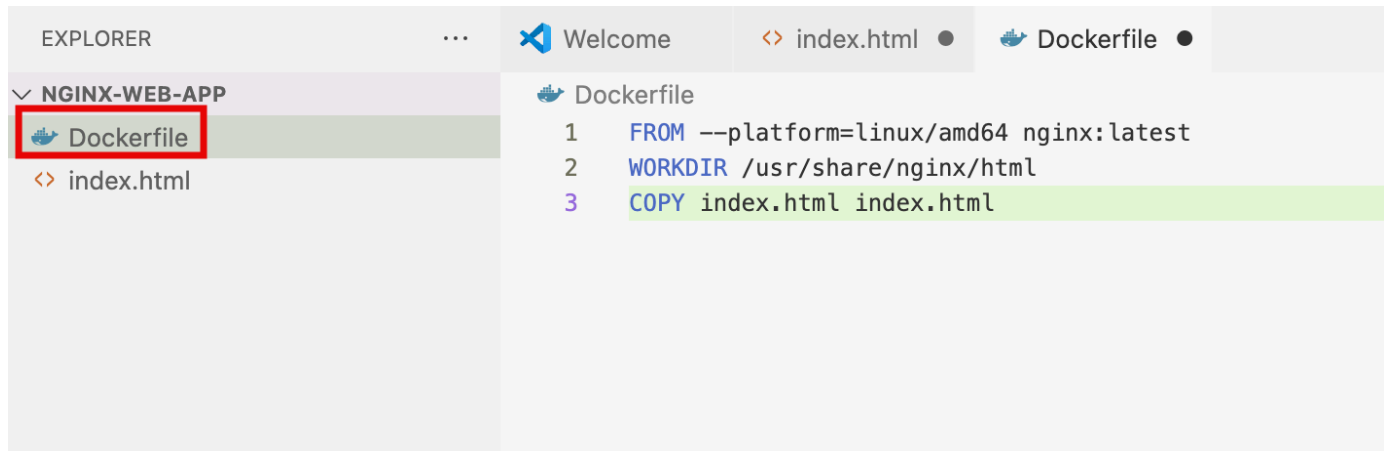 EXPLORER ...
NGINX-WEB-APP
Dockerfile
<> index.html
Welcome <> index.html ● Dockerfile ●
Dockerfile
1 FROM --platform=linux/amd64 nginx:latest
2 WORKDIR /usr/share/nginx/html
3 COPY index.html index.html